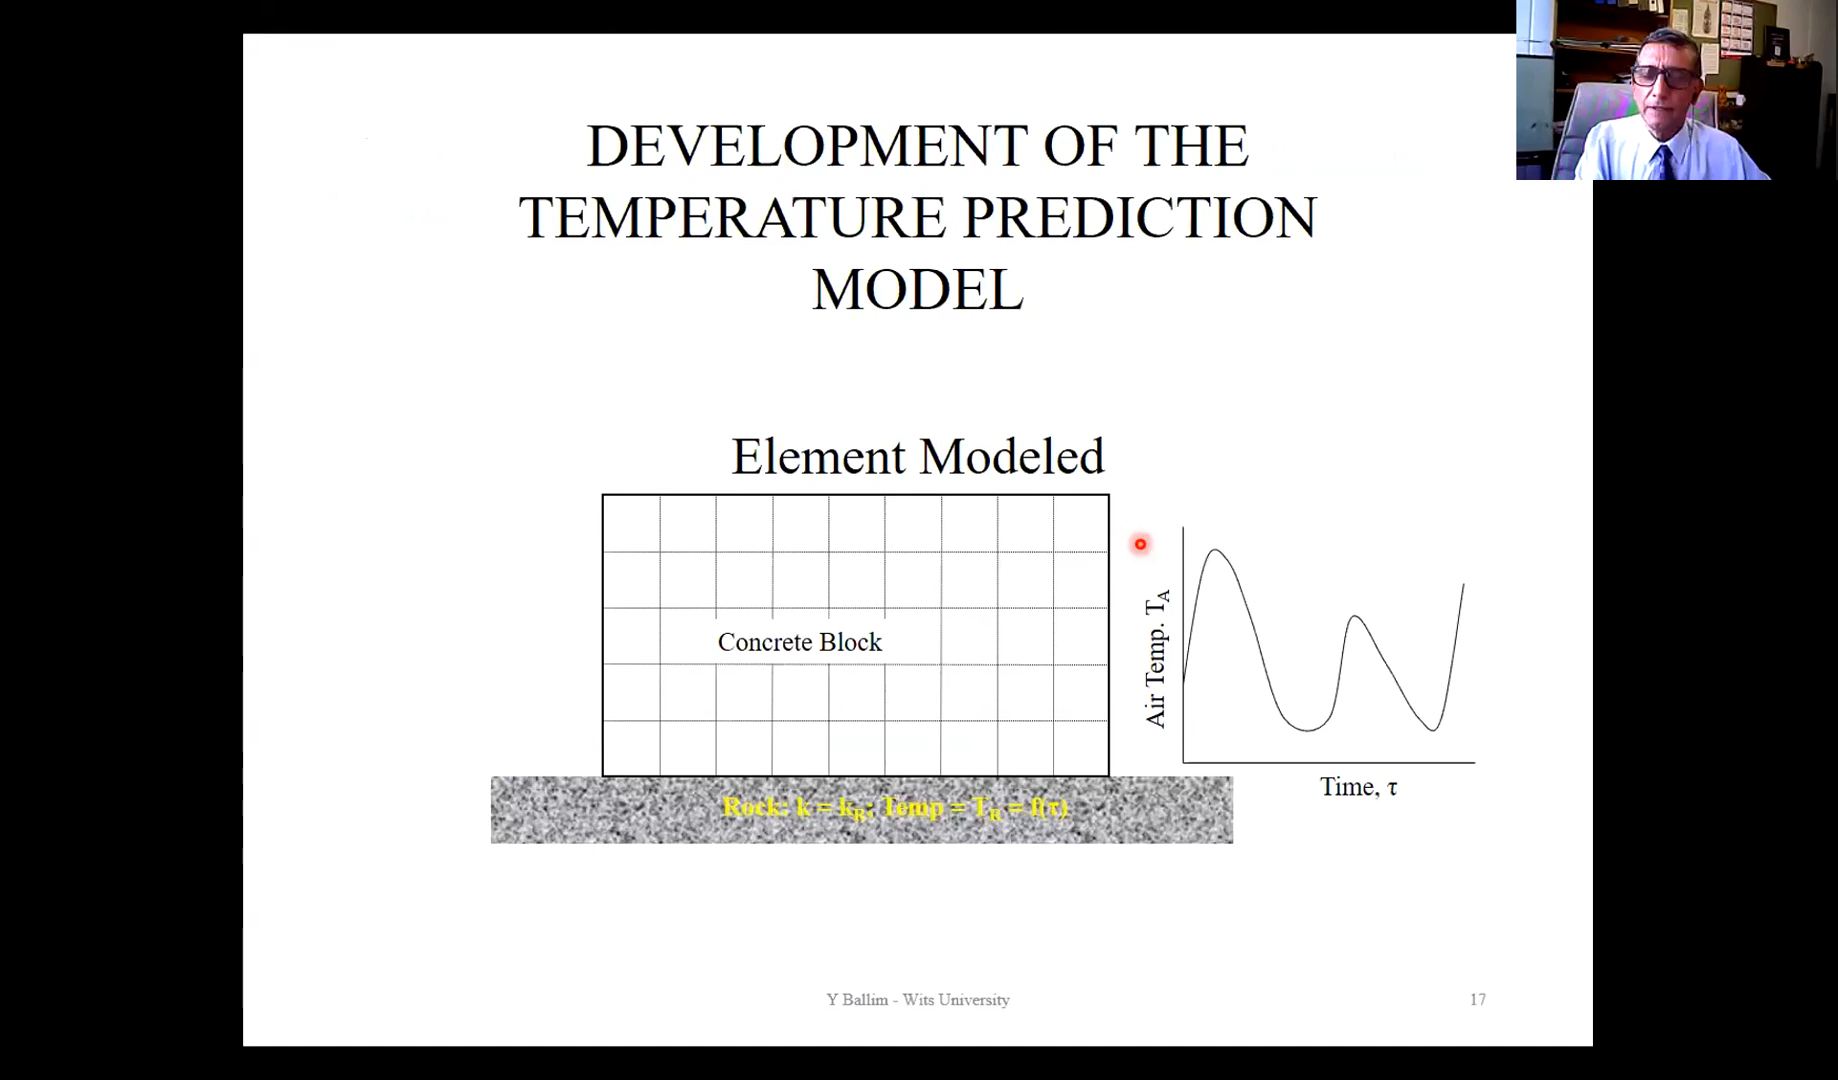 DEVELOPMENT OF THE
TEMPERATURE PREDICTION
MODEL
Element Modeled
Concrete Block
Air Temp. T_A
Time, τ
Rock: k = k_R; Temp = T_R = f(τ)
Y Ballim - Wits University
17